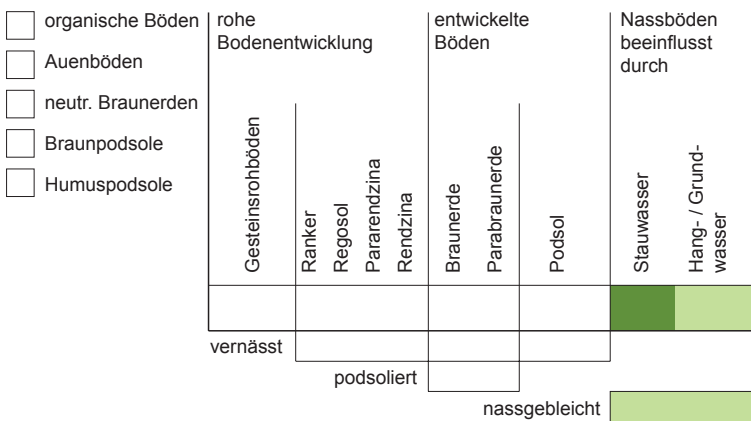 organische Böden
Auenböden
neutr. Braunerden
Braunpodsole
Humuspodsole
rohe
Bodenentwicklung
entwickelte
Böden
Nassböden
beeinflusst
durch
Gesteinsrohböden
Ranker
Regosol
Pararendzina
Rendzina
Braunerde
Parabraunerde
Podsol
Stauwasser
Hang- / Grund-
wasser
vernässt
podsoliert
nassgebleicht